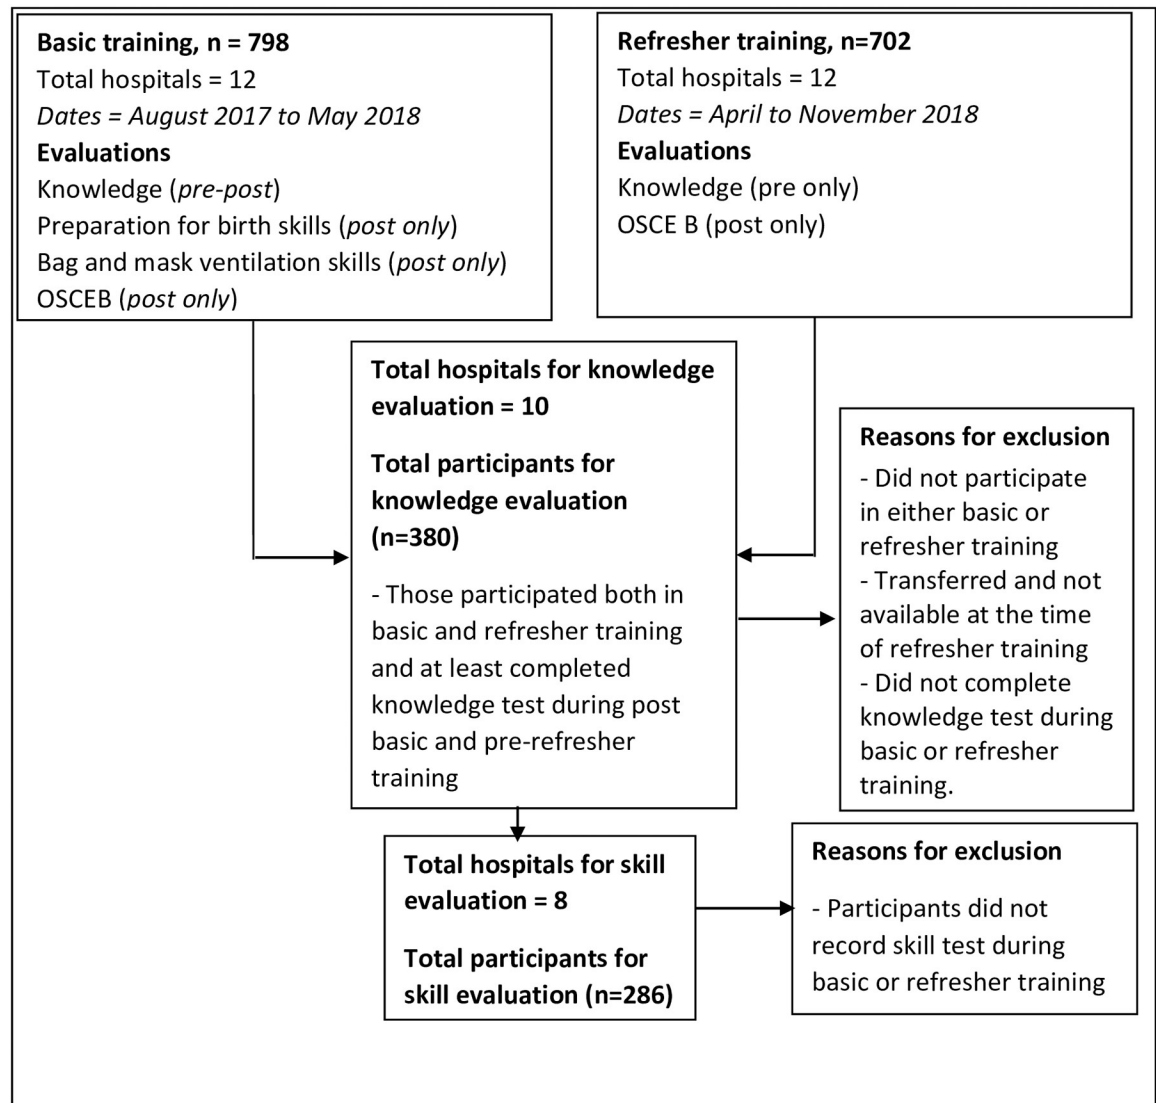 Basic training, n = 798
Total hospitals = 12
Dates = August 2017 to May 2018
Evaluations
Knowledge (pre-post)
Preparation for birth skills (post only)
Bag and mask ventilation skills (post only)
OSCEB (post only)
Refresher training, n=702
Total hospitals = 12
Dates = April to November 2018
Evaluations
Knowledge (pre only)
OSCE B (post only)
Total hospitals for knowledge
evaluation = 10
Total participants for
knowledge evaluation
(n=380)
- Those participated both in
basic and refresher training
and at least completed
knowledge test during post
basic and pre-refresher
training
Reasons for exclusion
- Did not participate
in either basic or
refresher training
- Transferred and not
available at the time
of refresher training
- Did not complete
knowledge test during
basic or refresher
training.
Total hospitals for skill
evaluation = 8
Total participants for
skill evaluation (n=286)
Reasons for exclusion
- Participants did not
record skill test during
basic or refresher training